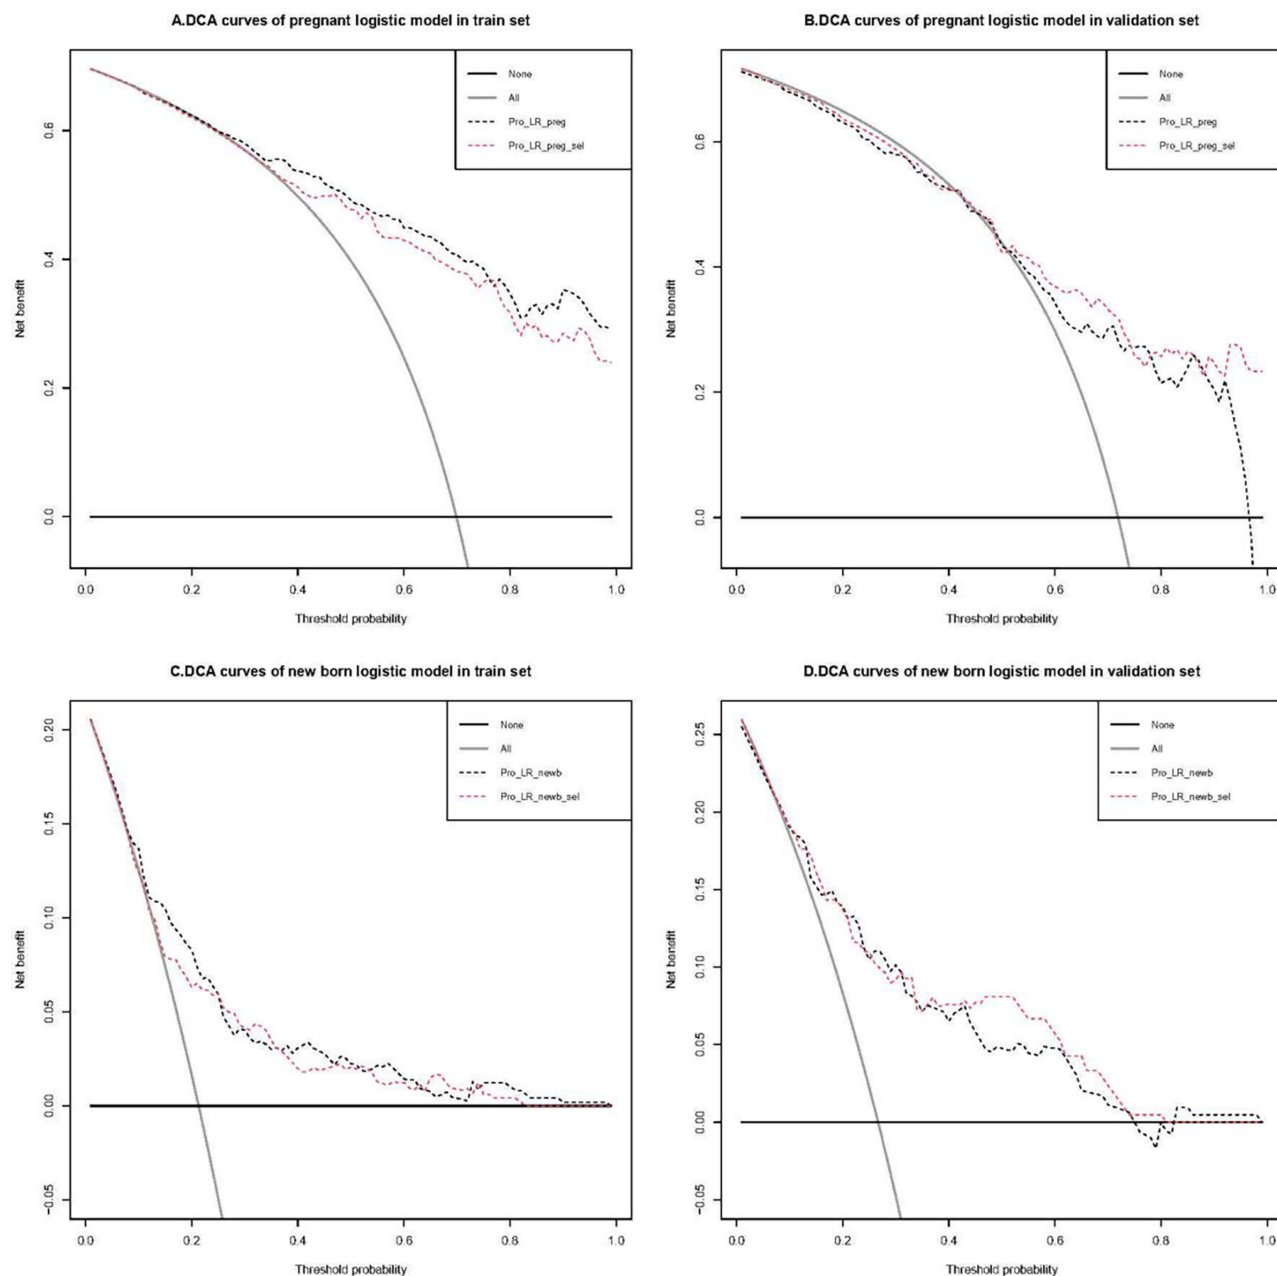 A.DCA curves of pregnant logistic model in train set
None
All
Pro_LR_preg
Pro_LR_preg_sel
Net benefit
0.6
0.4
0.2
0.0
0.0 0.2 0.4 0.6 0.8 1.0
Threshold probability
B.DCA curves of pregnant logistic model in validation set
None
All
Pro_LR_preg
Pro_LR_preg_sel
Net benefit
0.6
0.4
0.2
0.0
0.0 0.2 0.4 0.6 0.8 1.0
Threshold probability
C.DCA curves of new born logistic model in train set
None
All
Pro_LR_newb
Pro_LR_newb_sel
Net benefit
0.20
0.15
0.10
0.05
0.00
−0.05
0.0 0.2 0.4 0.6 0.8 1.0
Threshold probability
D.DCA curves of new born logistic model in validation set
None
All
Pro_LR_newb
Pro_LR_newb_sel
Net benefit
0.25
0.20
0.15
0.10
0.05
0.00
−0.05
0.0 0.2 0.4 0.6 0.8 1.0
Threshold probability